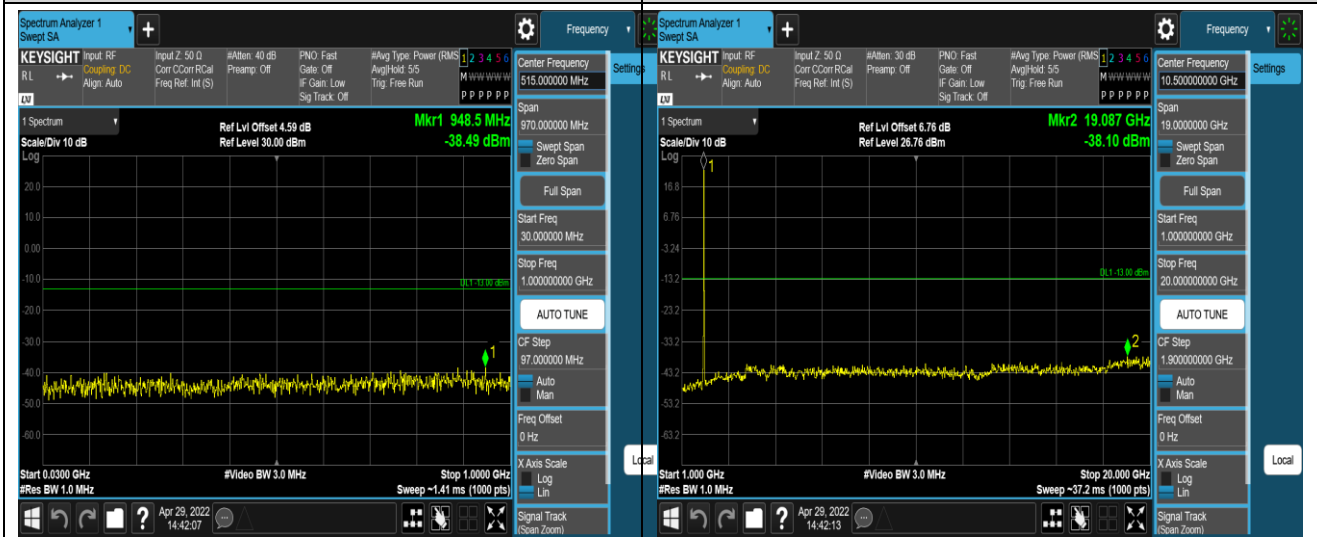 Spectrum Analyzer 1
Swept SA
+
Frequency
KEYSIGHT
RL
LXI
Input: RF
Coupling: DC
Align: Auto
Input Z: 50 Ω
Corr CCorr RCal
Freq Ref: Int (S)
#Atten: 40 dB
Preamp: Off
PNO: Fast
Gate: Off
IF Gain: Low
Sig Track: Off
#Avg Type: Power (RMS
Avg|Hold: 5/5
Trig: Free Run
1 2 3 4 5 6
M W W W W W
P P P P P P
Center Frequency
515.000000 MHz
Settings
1 Spectrum
Scale/Div 10 dB
Log
Ref Lvl Offset 4.59 dB
Ref Level 30.00 dBm
Mkr1 948.5 MHz
-38.49 dBm
20.0
10.0
0.00
-10.0
-20.0
-30.0
-40.0
-50.0
-60.0
DL1 -13.00 dBm
1
Span
970.000000 MHz
Swept Span
Zero Span
Full Span
Start Freq
30.000000 MHz
Stop Freq
1.000000000 GHz
AUTO TUNE
CF Step
97.000000 MHz
Auto
Man
Freq Offset
0 Hz
X Axis Scale
Log
Lin
Signal Track
(Span Zoom)
Local
Start 0.0300 GHz
#Res BW 1.0 MHz
#Video BW 3.0 MHz
Stop 1.0000 GHz
Sweep ~1.41 ms (1000 pts)
?
Apr 29, 2022
14:42:07
Spectrum Analyzer 1
Swept SA
+
Frequency
KEYSIGHT
RL
LXI
Input: RF
Coupling: DC
Align: Auto
Input Z: 50 Ω
Corr CCorr RCal
Freq Ref: Int (S)
#Atten: 30 dB
Preamp: Off
PNO: Fast
Gate: Off
IF Gain: Low
Sig Track: Off
#Avg Type: Power (RMS
Avg|Hold: 5/5
Trig: Free Run
1 2 3 4 5 6
M W W W W W
P P P P P P
Center Frequency
10.50000000 GHz
Settings
1 Spectrum
Scale/Div 10 dB
Log
Ref Lvl Offset 6.76 dB
Ref Level 26.76 dBm
Mkr2 19.087 GHz
-38.10 dBm
1
16.8
6.76
-3.24
-13.2
-23.2
-33.2
-43.2
-53.2
-63.2
DL1 -13.00 dBm
2
Span
19.0000000 GHz
Swept Span
Zero Span
Full Span
Start Freq
1.000000000 GHz
Stop Freq
20.000000000 GHz
AUTO TUNE
CF Step
1.900000000 GHz
Auto
Man
Freq Offset
0 Hz
X Axis Scale
Log
Lin
Signal Track
(Span Zoom)
Local
Start 1.000 GHz
#Res BW 1.0 MHz
#Video BW 3.0 MHz
Stop 20.000 GHz
Sweep ~37.2 ms (1000 pts)
?
Apr 29, 2022
14:42:13